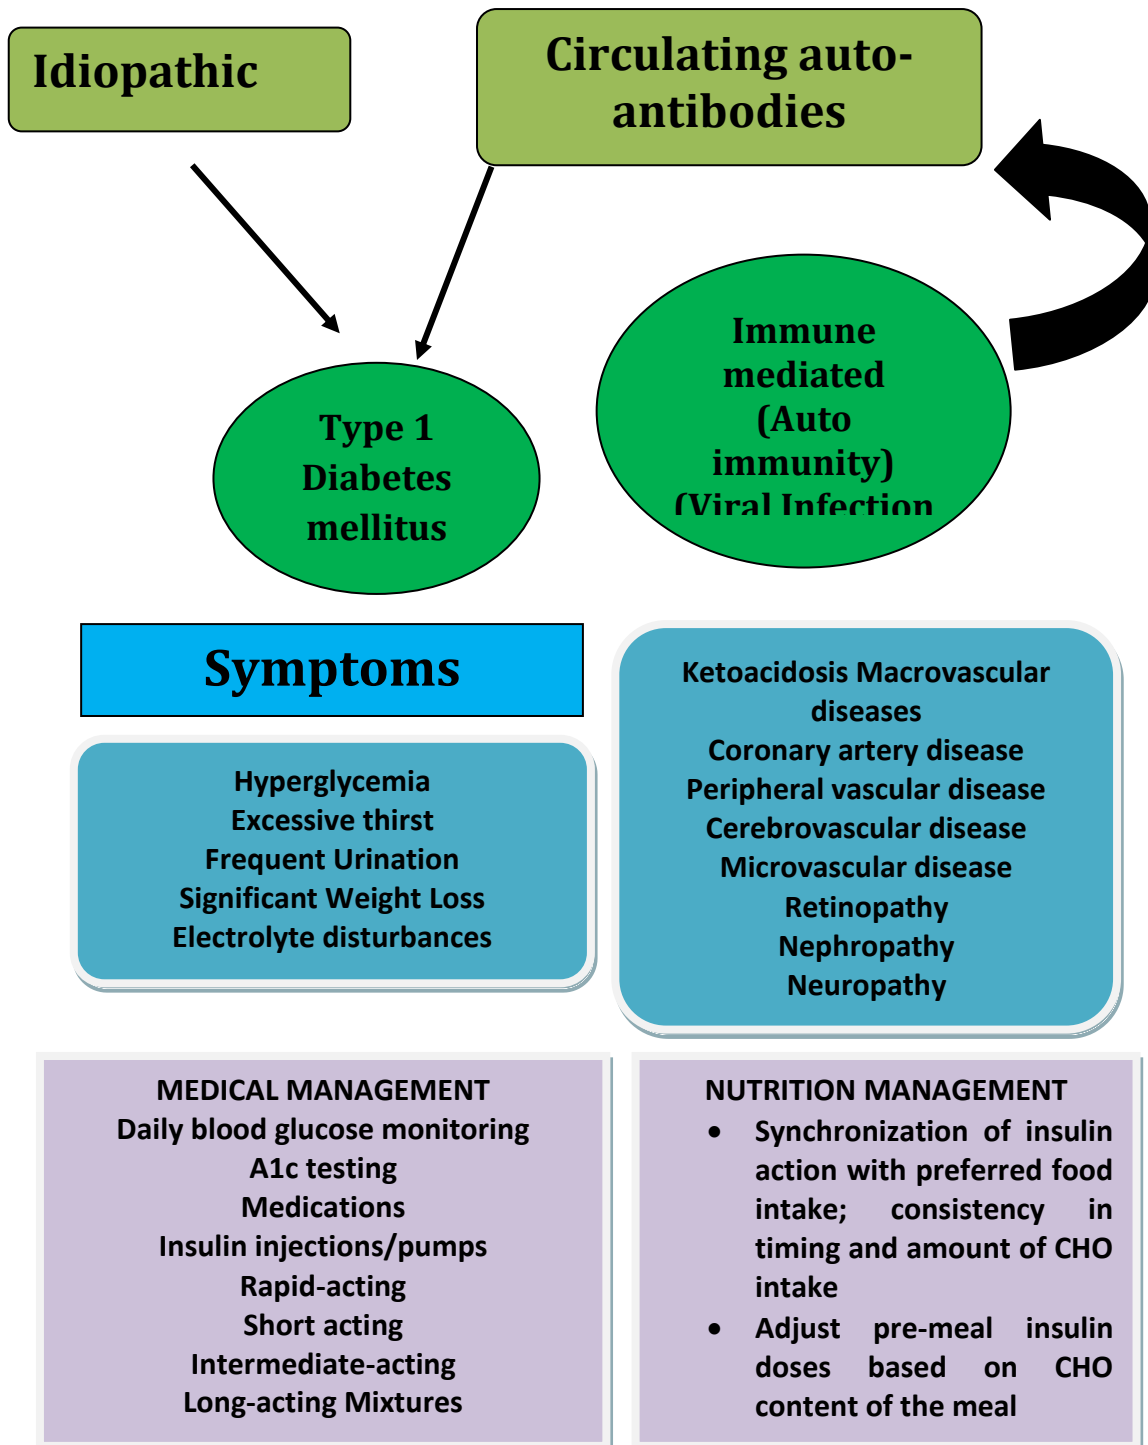 Idiopathic
Circulating auto-
antibodies
Immune
mediated
(Auto
immunity)
(Viral Infection
Type 1
Diabetes
mellitus
Symptoms
Hyperglycemia
Excessive thirst
Frequent Urination
Significant Weight Loss
Electrolyte disturbances
Ketoacidosis Macrovascular
diseases
Coronary artery disease
Peripheral vascular disease
Cerebrovascular disease
Microvascular disease
Retinopathy
Nephropathy
Neuropathy
MEDICAL MANAGEMENT
Daily blood glucose monitoring
A1c testing
Medications
Insulin injections/pumps
Rapid-acting
Short acting
Intermediate-acting
Long-acting Mixtures
NUTRITION MANAGEMENT
• Synchronization of insulin
action with preferred food
intake; consistency in
timing and amount of CHO
intake
• Adjust pre-meal insulin
doses based on CHO
content of the meal